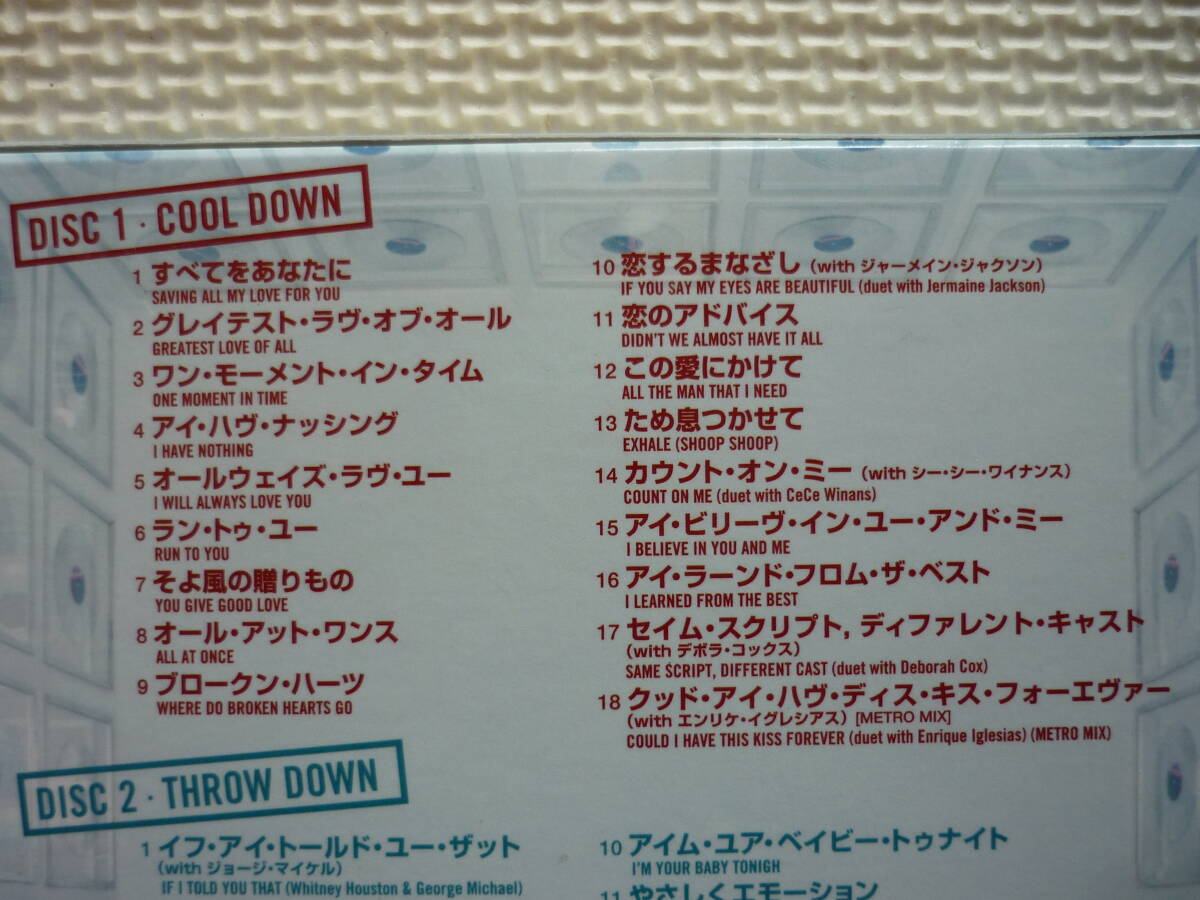 DISC 1・COOL DOWN
1 すべてをあなたに
SAVING ALL MY LOVE FOR YOU
2 グレイテスト・ラヴ・オブ・オール
GREATEST LOVE OF ALL
3 ワン・モーメント・イン・タイム
ONE MOMENT IN TIME
4 アイ・ハヴ・ナッシング
I HAVE NOTHING
5 オールウェイズ・ラヴ・ユー
I WILL ALWAYS LOVE YOU
6 ラン・トゥ・ユー
RUN TO YOU
7 そよ風の贈りもの
YOU GIVE GOOD LOVE
8 オール・アット・ワンス
ALL AT ONCE
9 ブロークン・ハーツ
WHERE DO BROKEN HEARTS GO
10 恋するまなざし (with ジャーメイン・ジャクソン)
IF YOU SAY MY EYES ARE BEAUTIFUL (duet with Jermaine Jackson)
11 恋のアドバイス
DIDN'T WE ALMOST HAVE IT ALL
12 この愛にかけて
ALL THE MAN THAT I NEED
13 ため息つかせて
EXHALE (SHOOP SHOOP)
14 カウント・オン・ミー (with シー・シー・ワイナンス)
COUNT ON ME (duet with CeCe Winans)
15 アイ・ビリーヴ・イン・ユー・アンド・ミー
I BELIEVE IN YOU AND ME
16 アイ・ラーンド・フロム・ザ・ベスト
I LEARNED FROM THE BEST
17 セイム・スクリプト, ディファレント・キャスト
(with デボラ・コックス)
SAME SCRIPT, DIFFERENT CAST (duet with Deborah Cox)
18 クッド・アイ・ハヴ・ディス・キス・フォーエヴァー
(with エンリケ・イグレシアス) [METRO MIX]
COULD I HAVE THIS KISS FOREVER (duet with Enrique Iglesias) (METRO MIX)
DISC 2・THROW DOWN
1 イフ・アイ・トールド・ユー・ザット
(with ジョージ・マイケル)
IF I TOLD YOU THAT (Whitney Houston & George Michael)
10 アイム・ユア・ベイビー・トゥナイト
I'M YOUR BABY TONIGH
11 やさしくエモーション